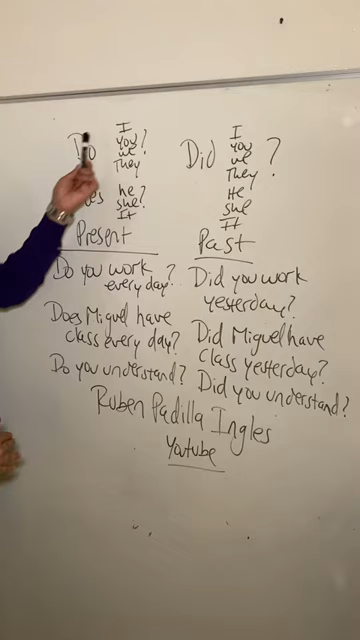 Do
I
you
we
They
?
he
she
It
?
Present
Do you work
every day?
Does Miguel have
class every day?
Do you understand?
Did
I
you
we
They
He
she
It
?
Past
Did you work
yesterday?
Did Miguel have
class yesterday?
Did you understand?
Ruben Padilla Ingles
Youtube